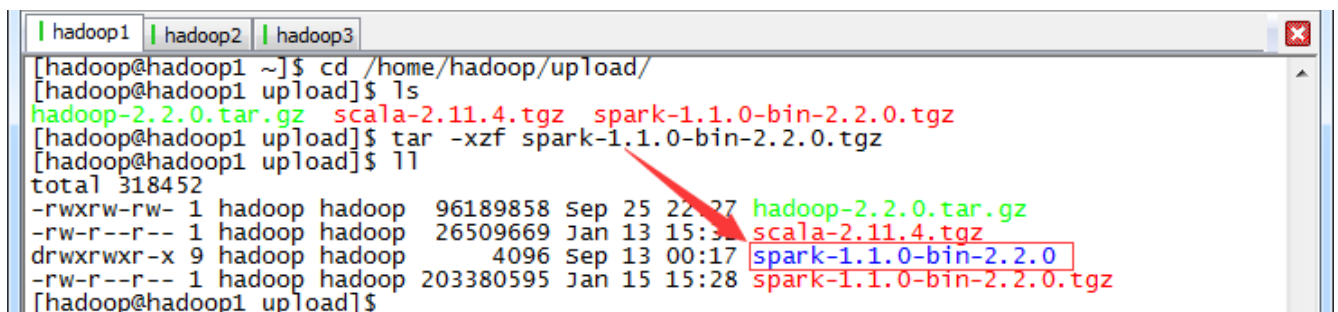 hadoop1 hadoop2 hadoop3
[hadoop@hadoop1 ~]$ cd /home/hadoop/upload/
[hadoop@hadoop1 upload]$ ls
hadoop-2.2.0.tar.gz scala-2.11.4.tgz spark-1.1.0-bin-2.2.0.tgz
[hadoop@hadoop1 upload]$ tar -xzf spark-1.1.0-bin-2.2.0.tgz
[hadoop@hadoop1 upload]$ ll
total 318452
-rwxrw-rw- 1 hadoop hadoop 96189858 Sep 25 22:27 hadoop-2.2.0.tar.gz
-rw-r--r-- 1 hadoop hadoop 26509669 Jan 13 15:32 scala-2.11.4.tgz
drwxrwxr-x 9 hadoop hadoop 4096 Sep 13 00:17 spark-1.1.0-bin-2.2.0
-rw-r--r-- 1 hadoop hadoop 203380595 Jan 15 15:28 spark-1.1.0-bin-2.2.0.tgz
[hadoop@hadoop1 upload]$